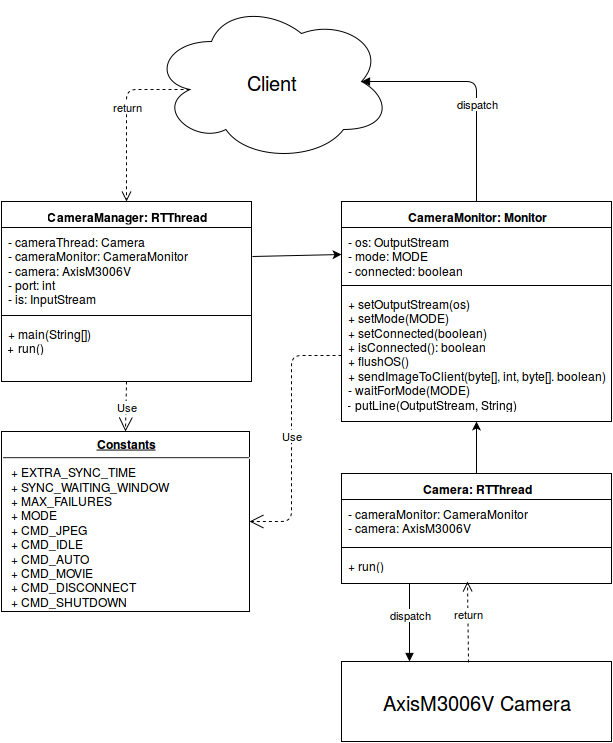 Client
return
dispatch
CameraManager: RTThread
- cameraThread: Camera
- cameraMonitor: CameraMonitor
- camera: AxisM3006V
- port: int
- is: InputStream
+ main(String[])
+ run()
CameraMonitor: Monitor
- os: OutputStream
- mode: MODE
- connected: boolean
+ setOutputStream(os)
+ setMode(MODE)
+ setConnected(boolean)
+ isConnected(): boolean
+ flushOS()
+ sendImageToClient(byte[], int, byte[]. boolean)
- waitForMode(MODE)
- putLine(OutputStream, String)
Use
Use
Constants
+ EXTRA_SYNC_TIME
+ SYNC_WAITING_WINDOW
+ MAX_FAILURES
+ MODE
+ CMD_JPEG
+ CMD_IDLE
+ CMD_AUTO
+ CMD_MOVIE
+ CMD_DISCONNECT
+ CMD_SHUTDOWN
Camera: RTThread
- cameraMonitor: CameraMonitor
- camera: AxisM3006V
+ run()
dispatch
return
AxisM3006V Camera